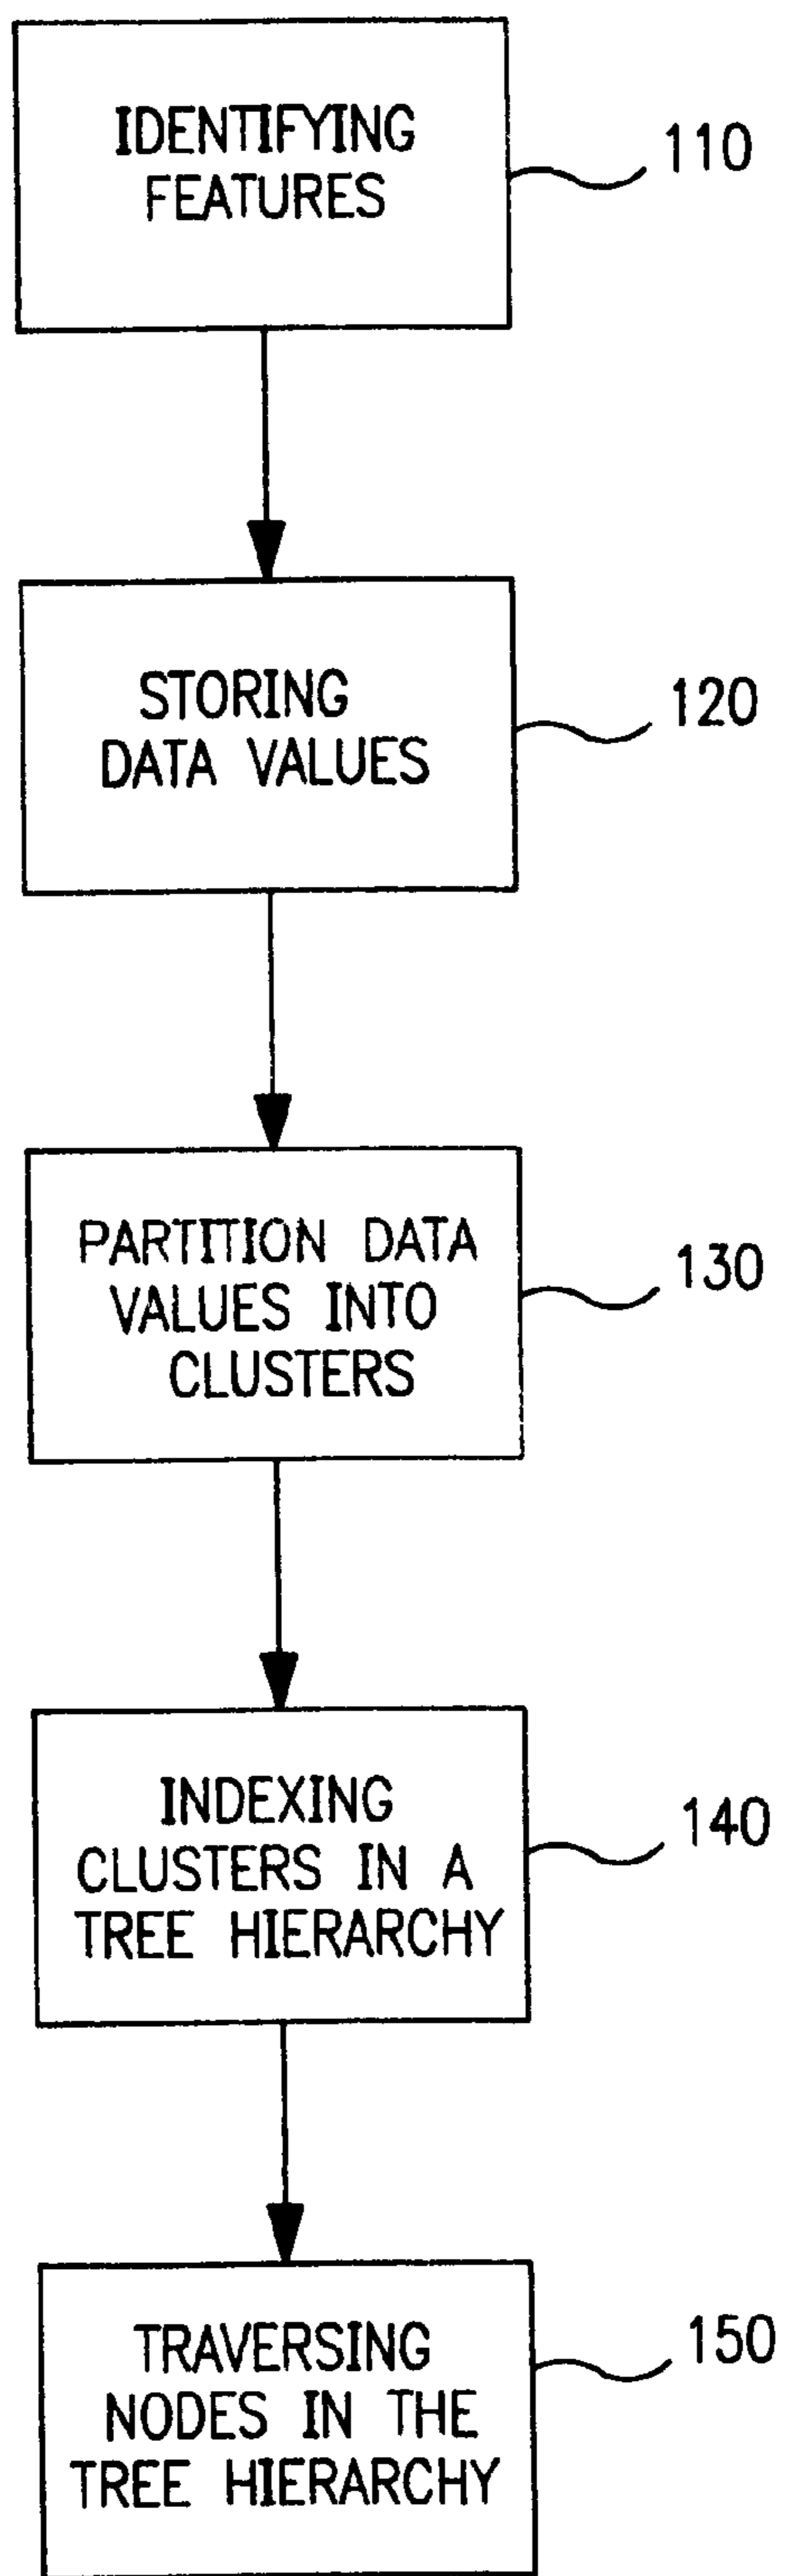 IDENTIFYING
FEATURES
110
STORING
DATA VALUES
120
PARTITION DATA
VALUES INTO
CLUSTERS
130
INDEXING
CLUSTERS IN A
TREE HIERARCHY
140
TRAVERSING
NODES IN THE
TREE HIERARCHY
150